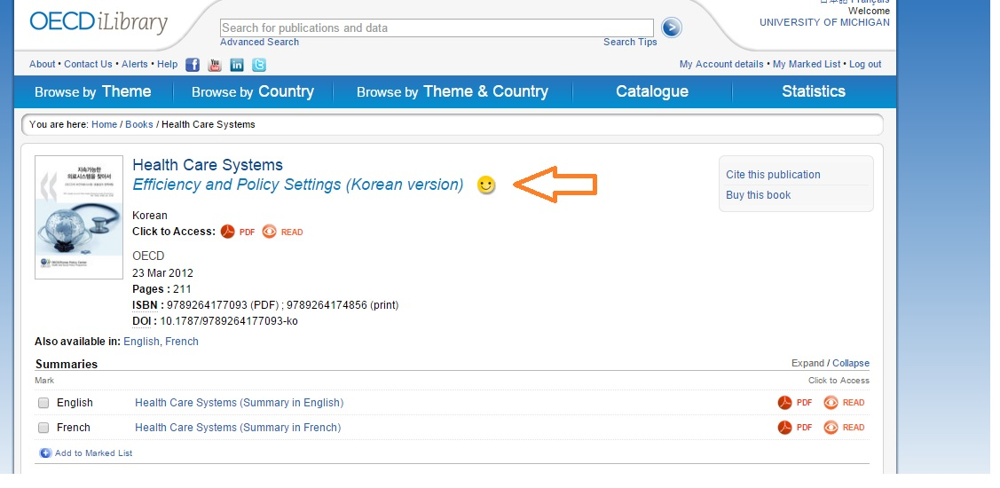 日本語 Français
OECDiLibrary
Welcome
UNIVERSITY OF MICHIGAN
Search for publications and data
Advanced Search
Search Tips
About • Contact Us • Alerts • Help
My Account details • My Marked List • Log out
Browse by Theme
Browse by Country
Browse by Theme & Country
Catalogue
Statistics
You are here: Home / Books / Health Care Systems
지속가능한
의료시스템을 찾아서
Health Care Systems
Efficiency and Policy Settings (Korean version)
Cite this publication
Buy this book
Korean
Click to Access: PDF READ
OECD
23 Mar 2012
Pages : 211
ISBN : 9789264177093 (PDF) ; 9789264174856 (print)
DOI : 10.1787/9789264177093-ko
Also available in: English, French
Summaries
Expand / Collapse
Mark
Click to Access
English Health Care Systems (Summary in English) PDF READ
French Health Care Systems (Summary in French) PDF READ
Add to Marked List